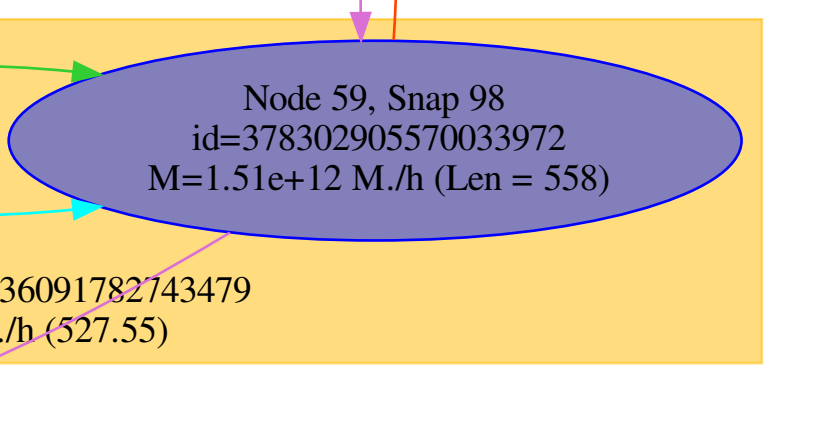 Node 59, Snap 98
id=378302905570033972
M=1.51e+12 M./h (Len = 558)
36091782743479
./h (527.55)